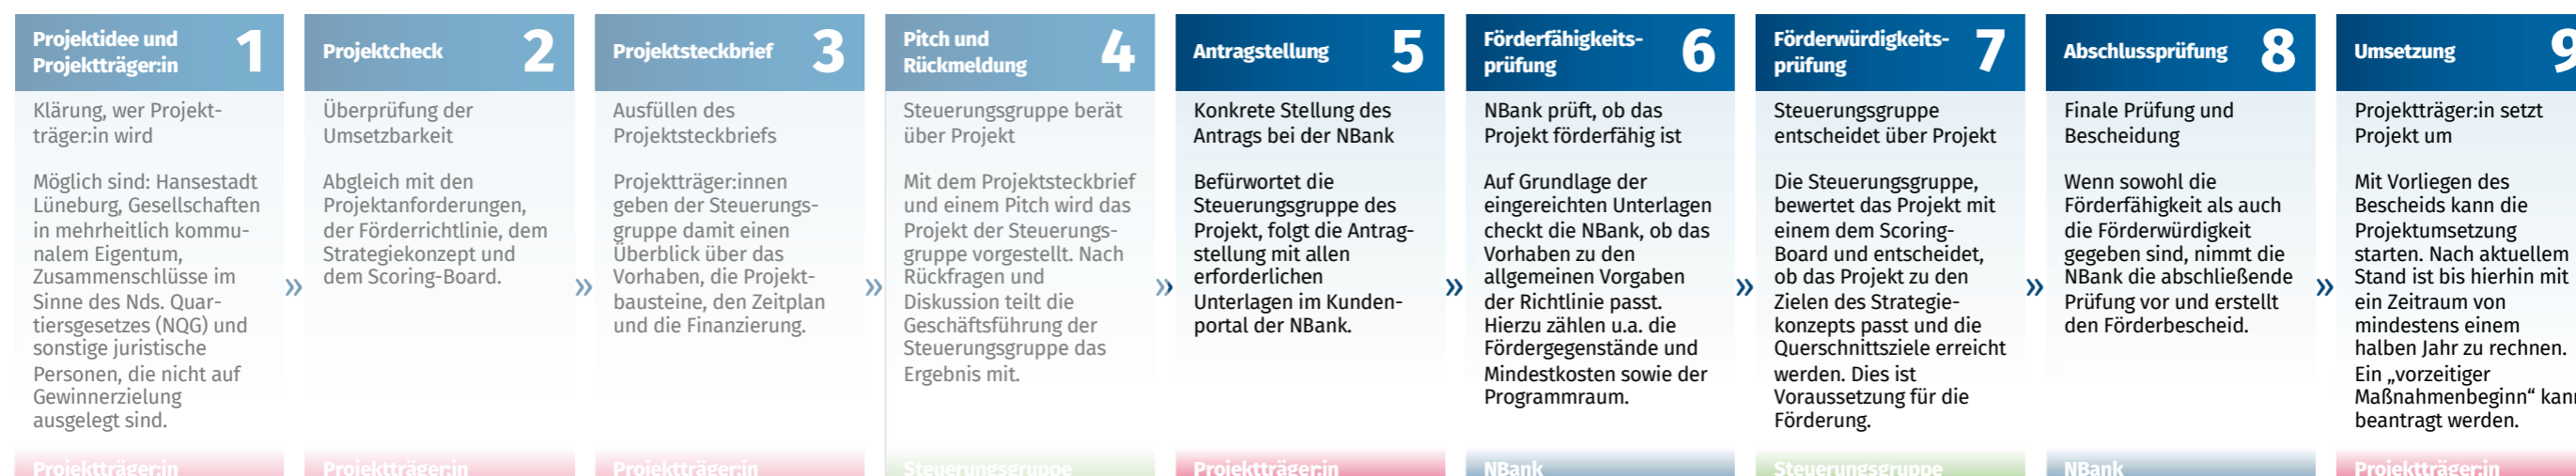 Projektidee und
Projektträger:in
1
Klärung, wer Projekt-
träger:in wird
Möglich sind: Hansestadt
Lüneburg, Gesellschaften
in mehrheitlich kommu-
nalem Eigentum,
Zusammenschlüsse im
Sinne des Nds. Quar-
tiersgesetzes (NQG) und
sonstige juristische
Personen, die nicht auf
Gewinnerzielung
ausgelegt sind.
Projektträger:in
»
Projektcheck
2
Überprüfung der
Umsetzbarkeit
Abgleich mit den
Projektanforderungen,
der Förderrichtlinie, dem
Strategiekonzept und
dem Scoring-Board.
Projektträger:in
»
Projektsteckbrief
3
Ausfüllen des
Projektsteckbriefs
Projektträger:innen
geben der Steuerungs-
gruppe damit einen
Überblick über das
Vorhaben, die Projekt-
bausteine, den Zeitplan
und die Finanzierung.
Projektträger:in
»
Pitch und
Rückmeldung
4
Steuerungsgruppe berät
über Projekt
Mit dem Projektsteckbrief
und einem Pitch wird das
Projekt der Steuerungs-
gruppe vorgestellt. Nach
Rückfragen und
Diskussion teilt die
Geschäftsführung der
Steuerungsgruppe das
Ergebnis mit.
Steuerungsgruppe
»
Antragstellung
5
Konkrete Stellung des
Antrags bei der NBank
Befürwortet die
Steuerungsgruppe des
Projekt, folgt die Antrag-
stellung mit allen
erforderlichen
Unterlagen im Kunden-
portal der NBank.
Projektträger:in
»
Förderfähigkeits-
prüfung
6
NBank prüft, ob das
Projekt förderfähig ist
Auf Grundlage der
eingereichten Unterlagen
checkt die NBank, ob das
Vorhaben zu den
allgemeinen Vorgaben
der Richtlinie passt.
Hierzu zählen u.a. die
Fördergegenstände und
Mindestkosten sowie der
Programmraum.
NBank
»
Förderwürdigkeits-
prüfung
7
Steuerungsgruppe
entscheidet über Projekt
Die Steuerungsgruppe,
bewertet das Projekt mit
einem dem Scoring-
Board und entscheidet,
ob das Projekt zu den
Zielen des Strategie-
konzepts passt und die
Querschnittsziele erreicht
werden. Dies ist
Voraussetzung für die
Förderung.
Steuerungsgruppe
»
Abschlussprüfung
8
Finale Prüfung und
Bescheidung
Wenn sowohl die
Förderfähigkeit als auch
die Förderwürdigkeit
gegeben sind, nimmt die
NBank die abschließende
Prüfung vor und erstellt
den Förderbescheid.
NBank
»
Umsetzung
9
Projektträger:in setzt
Projekt um
Mit Vorliegen des
Bescheids kann die
Projektumsetzung
starten. Nach aktuellem
Stand ist bis hierhin mit
ein Zeitraum von
mindestens einem
halben Jahr zu rechnen.
Ein „vorzeitiger
Maßnahmenbeginn“ kann
beantragt werden.
Projektträger:in